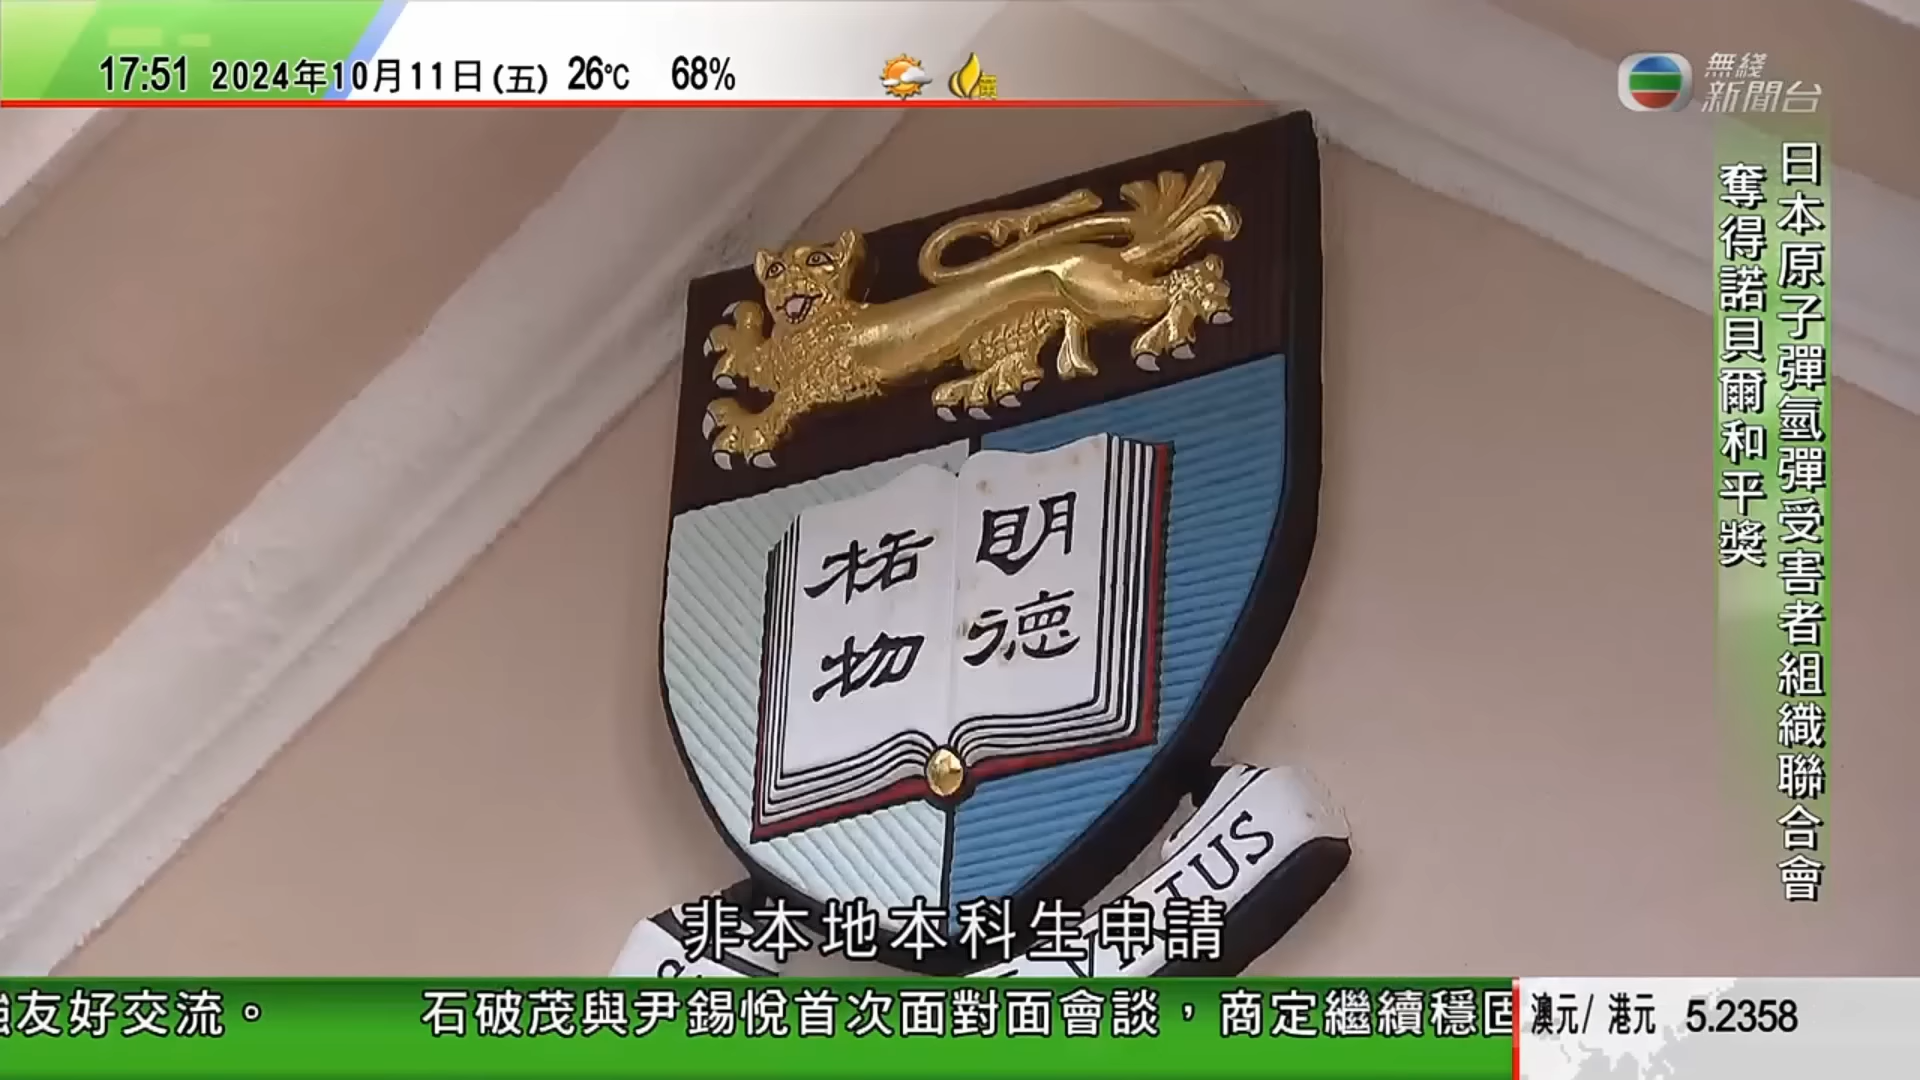 17:51 2024年10月11日(五) 26℃ 68%
無綫
新聞台
日本原子彈氫彈受害者組織聯合會
奪得諾貝爾和平獎
明德
格物
TUS
非本地本科生申請
友好交流。 石破茂與尹錫悅首次面對面會談，商定繼續穩固
澳元/港元 5.2358